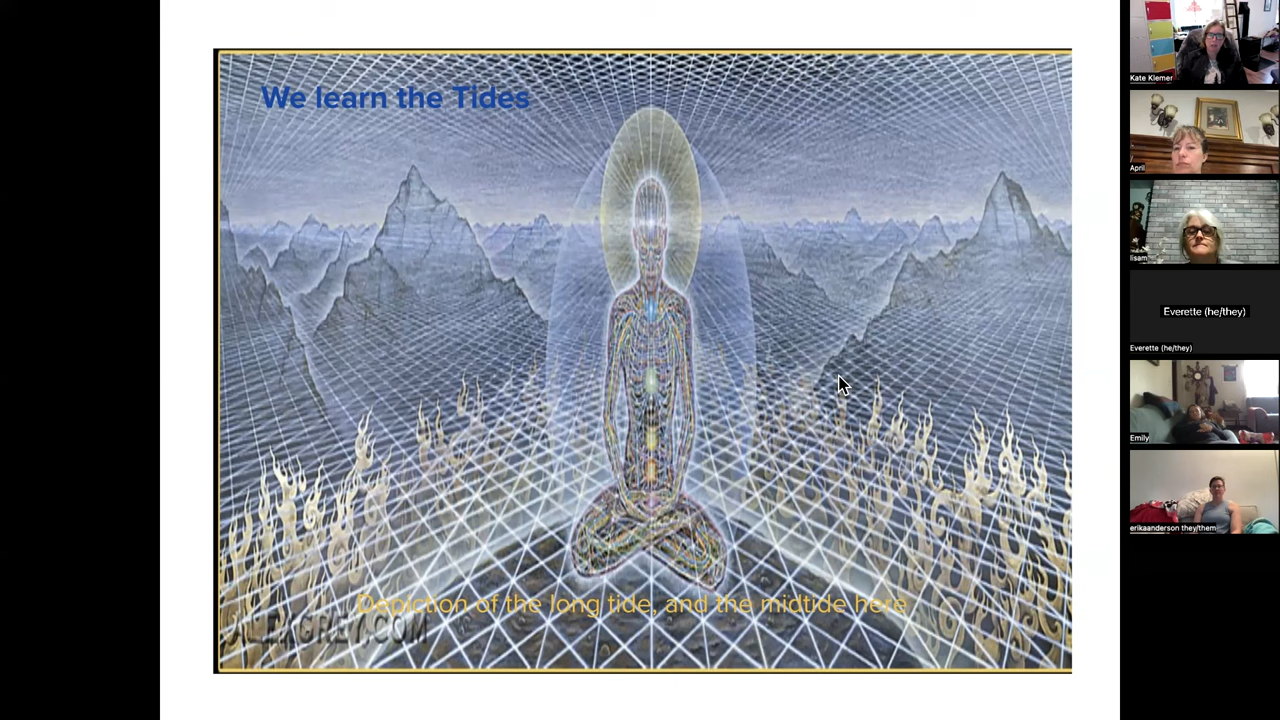 We learn the Tides
Depiction of the long tide, and the midtide here
ALEXGREY.COM
Kate Klemer
April
lisam
Everette (he/they)
Everette (he/they)
Emily
erikaanderson they/them